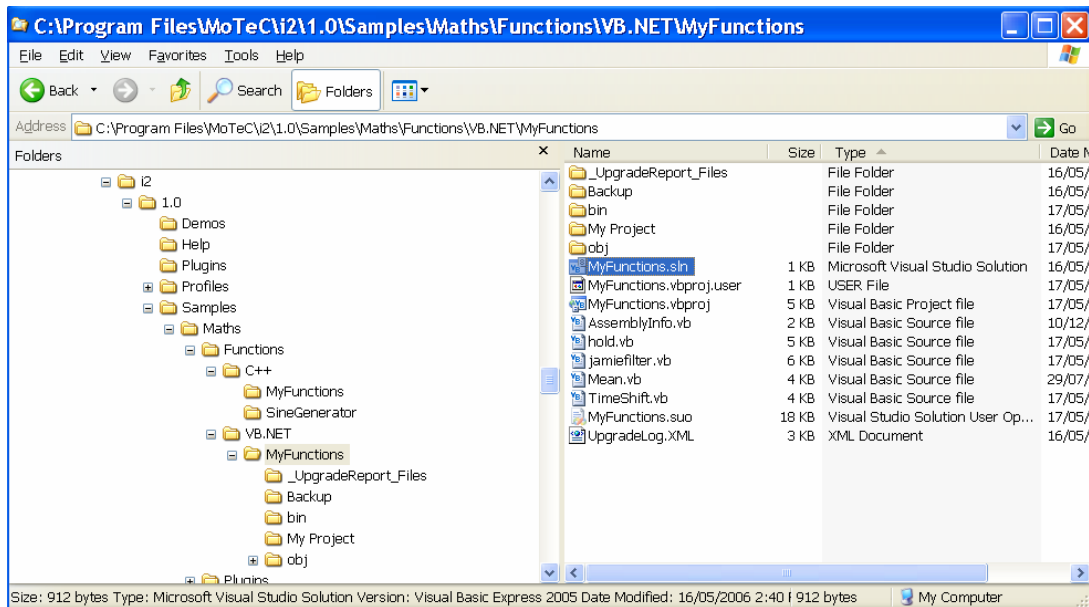 C:\Program Files\MoTeC\i2\1.0\Samples\Maths\Functions\VB.NET\MyFunctions
File Edit View Favorites Tools Help
Back Search Folders
Address C:\Program Files\MoTeC\i2\1.0\Samples\Maths\Functions\VB.NET\MyFunctions Go
Folders
i2
1.0
Demos
Help
Plugins
Profiles
Samples
Maths
Functions
C++
MyFunctions
SineGenerator
VB.NET
MyFunctions
_UpgradeReport_Files
Backup
bin
My Project
obj
Plugins
Name Size Type Date M
_UpgradeReport_Files File Folder 16/05/
Backup File Folder 16/05/
bin File Folder 17/05/
My Project File Folder 16/05/
obj File Folder 17/05/
MyFunctions.sln 1 KB Microsoft Visual Studio Solution 16/05/
MyFunctions.vbproj.user 1 KB USER File 17/05/
MyFunctions.vbproj 5 KB Visual Basic Project file 17/05/
AssemblyInfo.vb 2 KB Visual Basic Source file 10/12/
hold.vb 5 KB Visual Basic Source file 17/05/
jamiefilter.vb 6 KB Visual Basic Source file 17/05/
Mean.vb 4 KB Visual Basic Source file 29/07/
TimeShift.vb 4 KB Visual Basic Source file 17/05/
MyFunctions.suo 18 KB Visual Studio Solution User Op... 17/05/
UpgradeLog.XML 3 KB XML Document 16/05/
Size: 912 bytes Type: Microsoft Visual Studio Solution Version: Visual Basic Express 2005 Date Modified: 16/05/2006 2:40 912 bytes My Computer